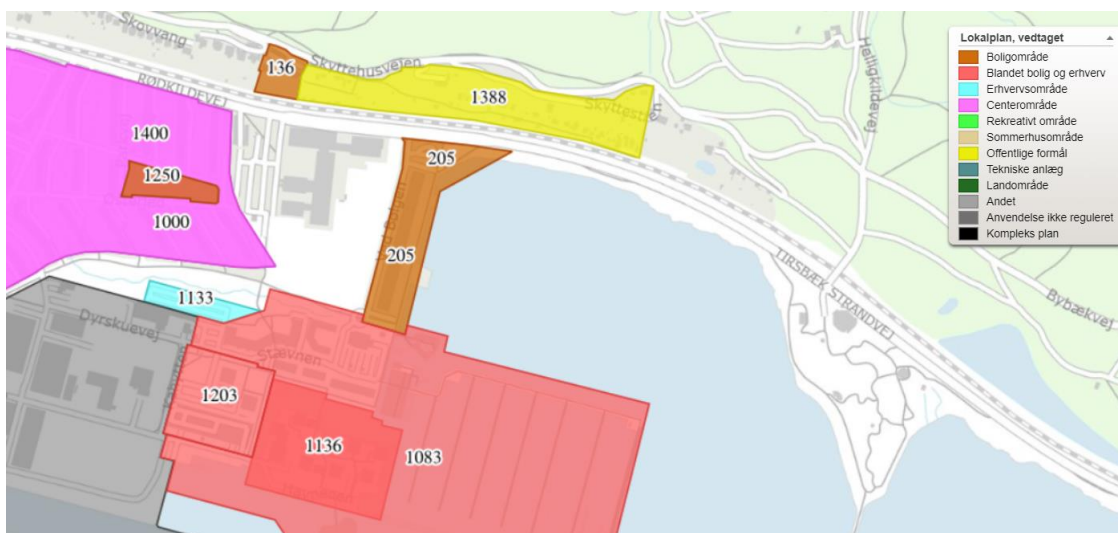 Skovvang
Skyttehusvejen
136
RØDKILDEVEJ
1388
Skyttestien
Helligkildevej
1400
205
1250
1000
205
1133
Dyrskuevej
Stævnen
1203
1136
1083
TIRSBÆK STRANDVEJ
Bybækvej
Lokalplan, vedtaget
Boligområde
Blandet bolig og erhverv
Erhvervsområde
Centerområde
Rekreativt område
Sommerhusområde
Offentlige formål
Tekniske anlæg
Landområde
Andet
Anvendelse ikke reguleret
Kompleks plan